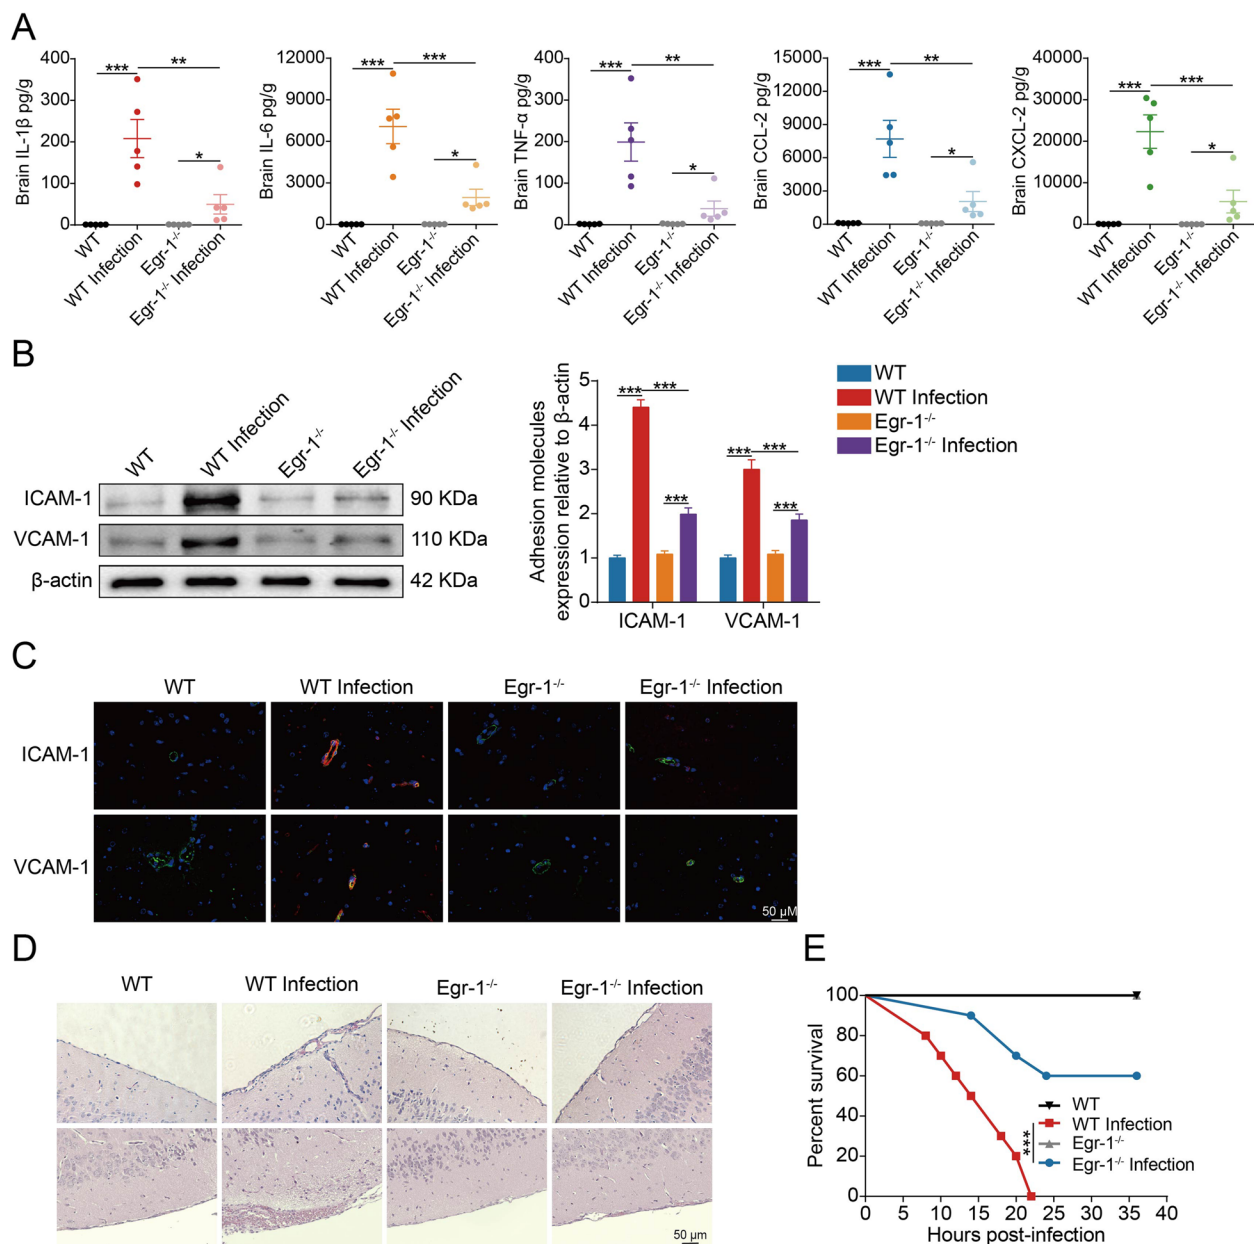 A
Brain IL-1β pg/g
400
300
200
100
0
*** **
*
WT
WT Infection
Egr-1-/-
Egr-1-/- Infection
Brain IL-6 pg/g
12000
9000
6000
3000
0
*** ***
*
WT
WT Infection
Egr-1-/-
Egr-1-/- Infection
Brain TNF-α pg/g
400
300
200
100
0
*** **
*
WT
WT Infection
Egr-1-/-
Egr-1-/- Infection
Brain CCL-2 pg/g
15000
12000
9000
6000
3000
0
*** **
*
WT
WT Infection
Egr-1-/-
Egr-1-/- Infection
Brain CXCL-2 pg/g
40000
30000
20000
10000
0
*** ***
*
WT
WT Infection
Egr-1-/-
Egr-1-/- Infection
B
WT
WT Infection
Egr-1-/-
Egr-1-/- Infection
ICAM-1 90 KDa
VCAM-1 110 KDa
β-actin 42 KDa
Adhesion molecules
expression relative to β-actin
5
4
3
2
1
0
*** ***
***
*** ***
***
ICAM-1 VCAM-1
WT
WT Infection
Egr-1-/-
Egr-1-/- Infection
C
WT WT Infection Egr-1-/- Egr-1-/- Infection
ICAM-1
VCAM-1
50 μM
D
WT WT Infection Egr-1-/- Egr-1-/- Infection
50 μm
E
Percent survival
100
80
60
40
20
0
WT
WT Infection
Egr-1-/-
Egr-1-/- Infection
***
0 5 10 15 20 25 30 35 40
Hours post-infection